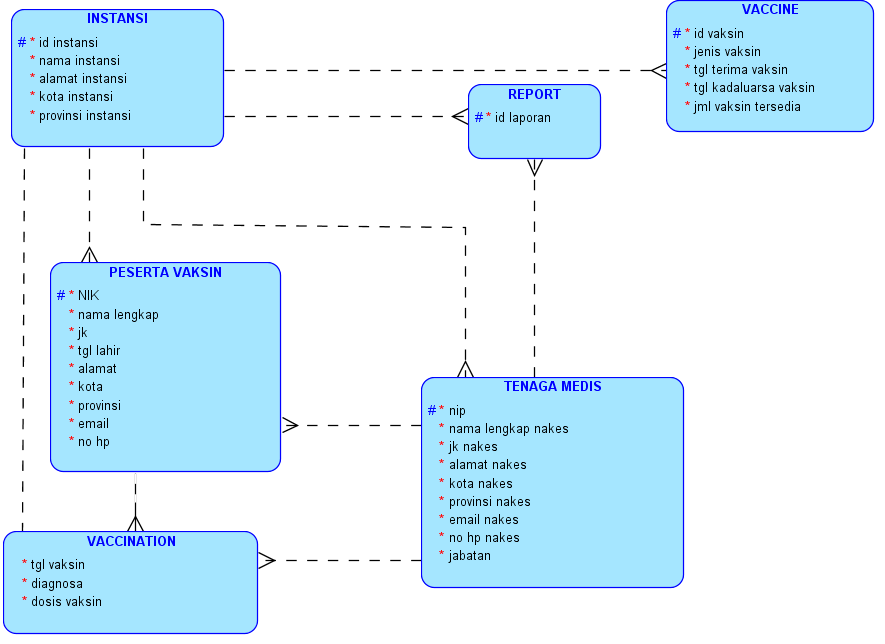 INSTANSI
# * id instansi
* nama instansi
* alamat instansi
* kota instansi
* provinsi instansi
VACCINE
# * id vaksin
* jenis vaksin
* tgl terima vaksin
* tgl kadaluarsa vaksin
* jml vaksin tersedia
REPORT
# * id laporan
PESERTA VAKSIN
# * NIK
* nama lengkap
* jk
* tgl lahir
* alamat
* kota
* provinsi
* email
* no hp
TENAGA MEDIS
# * nip
* nama lengkap nakes
* jk nakes
* alamat nakes
* kota nakes
* provinsi nakes
* email nakes
* no hp nakes
* jabatan
VACCINATION
* tgl vaksin
* diagnosa
* dosis vaksin